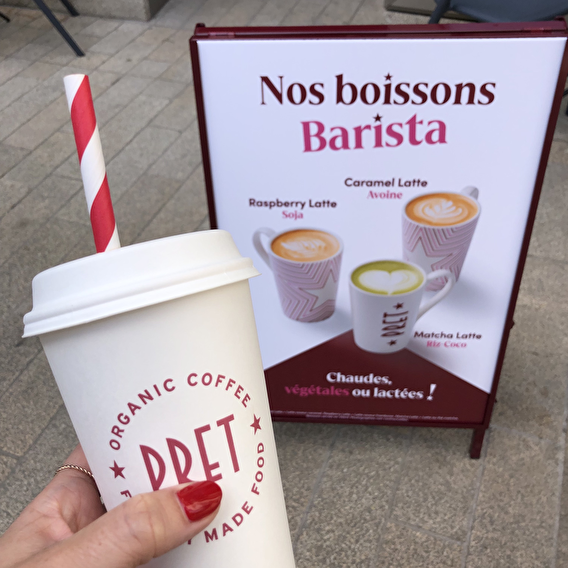 Nos boissons
Barista
Caramel Latte
Avoine
Raspberry Latte
Soja
PRET
Matcha Latte
Riz-Coco
Chaudes,
végétales ou lactées !
ORGANIC COFFEE
PRET
MADE FOOD